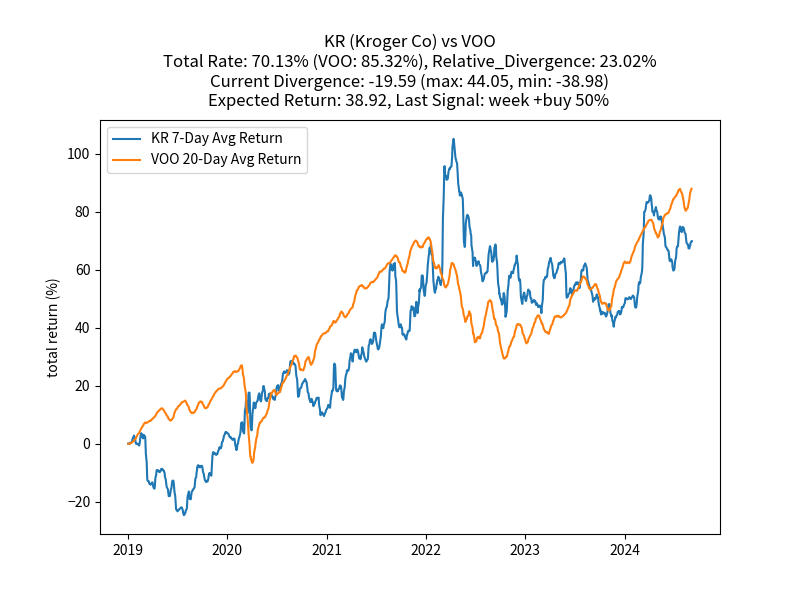 KR (Kroger Co) vs VOO
Total Rate: 70.13% (VOO: 85.32%), Relative_Divergence: 23.02%
Current Divergence: -19.59 (max: 44.05, min: -38.98)
Expected Return: 38.92, Last Signal: week +buy 50%
KR 7-Day Avg Return
VOO 20-Day Avg Return
total return (%)
100
80
60
40
20
0
−20
2019 2020 2021 2022 2023 2024